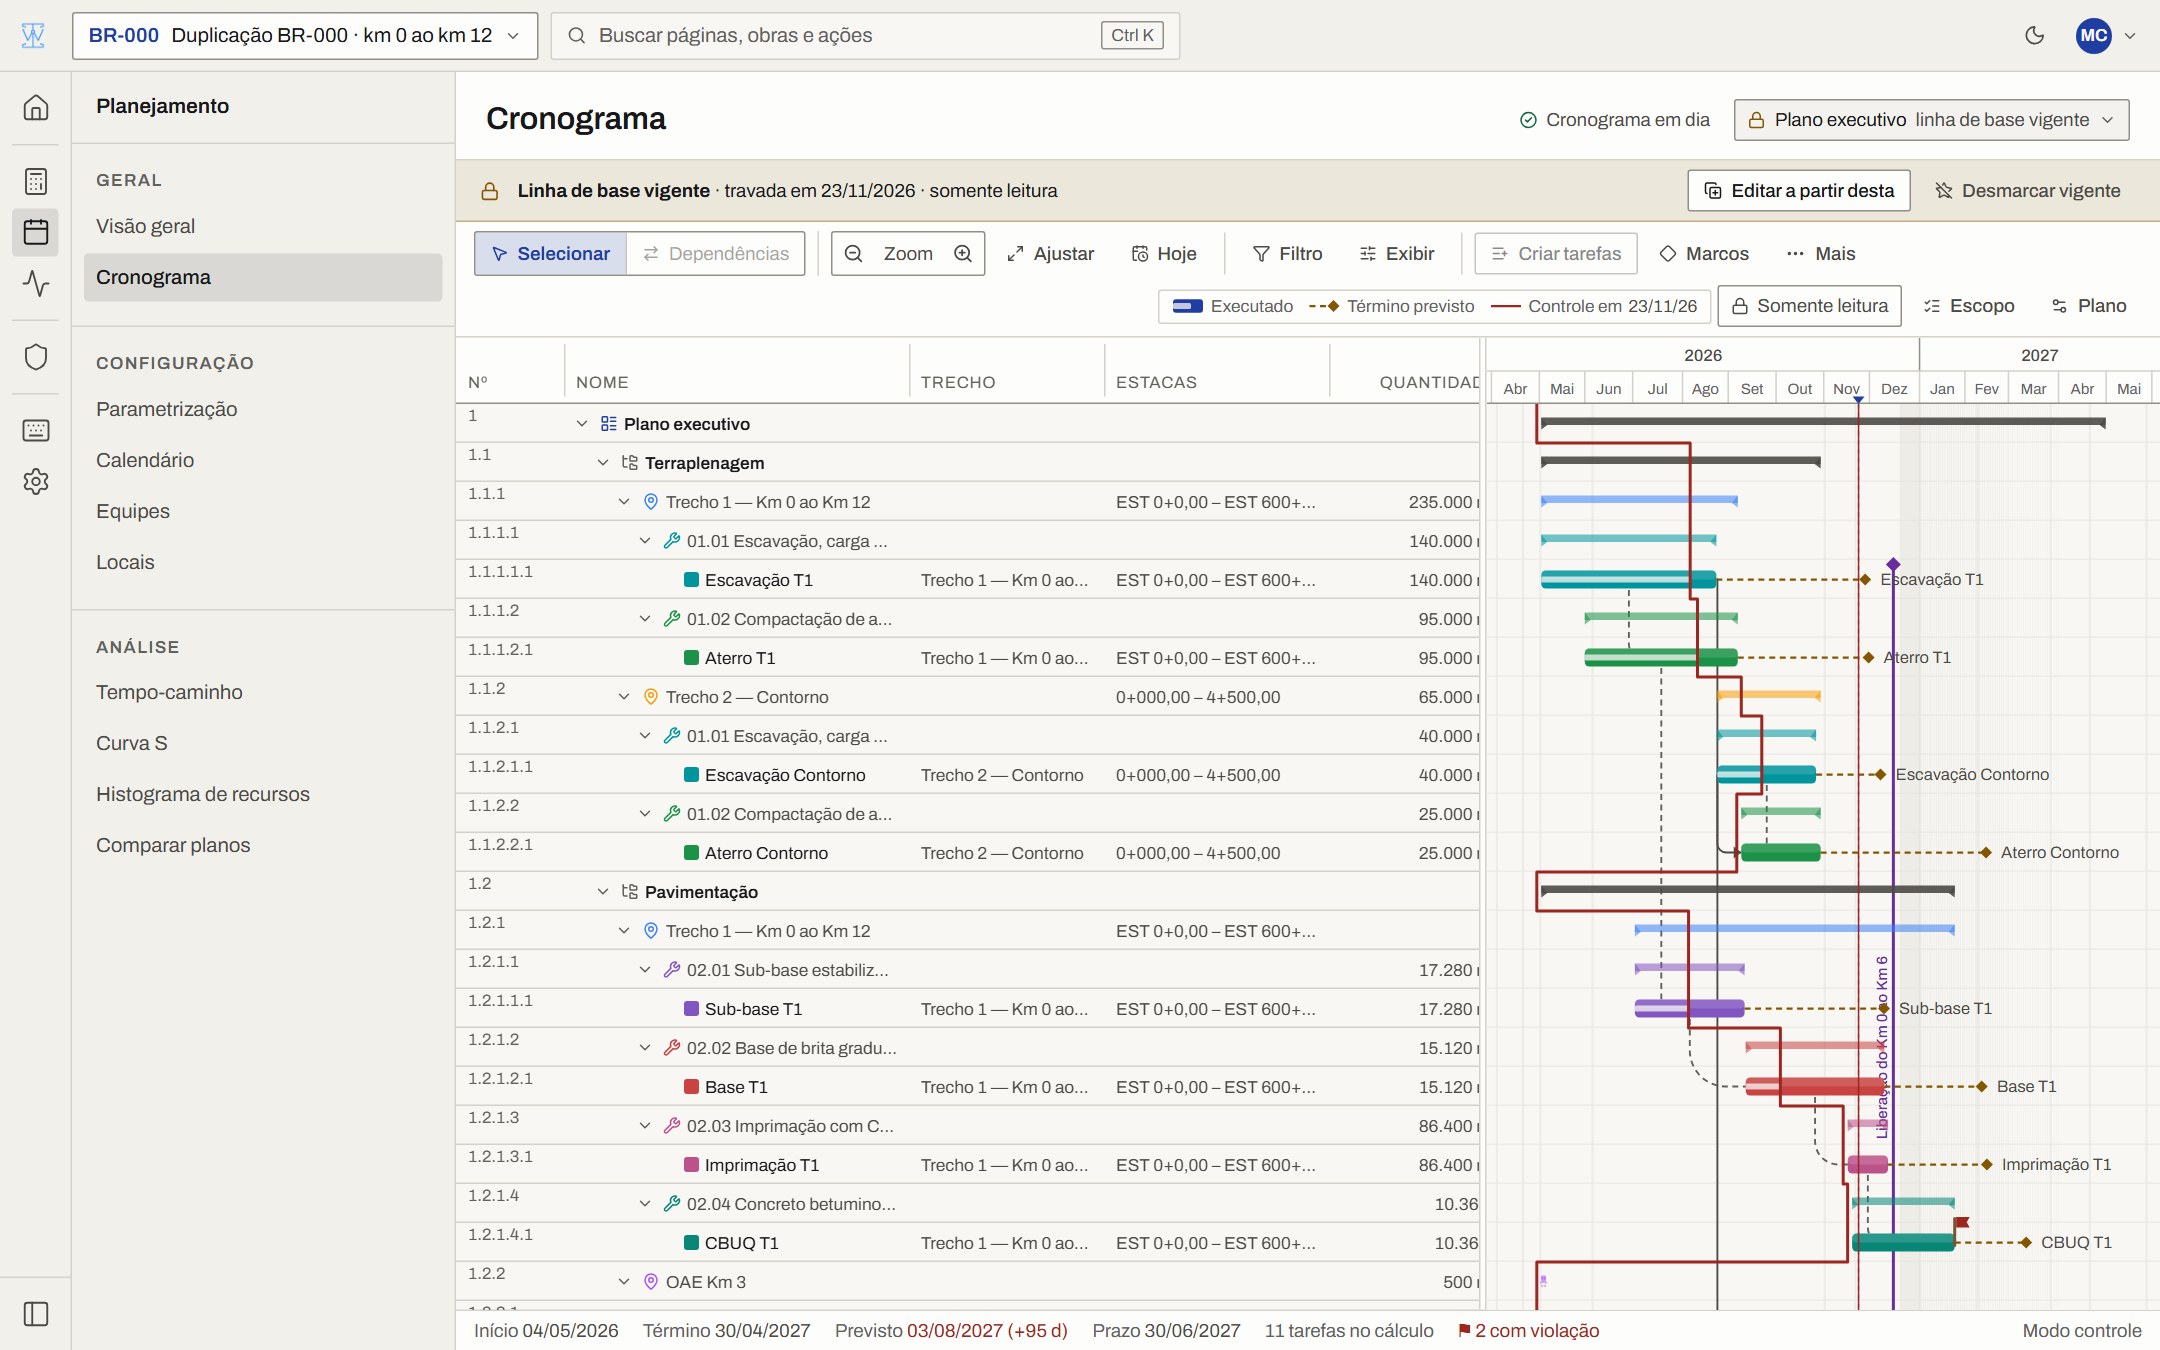 BR-000 Duplicação BR-000 · km 0 ao km 12
Buscar páginas, obras e ações
Ctrl K
MC
Planejamento
GERAL
Visão geral
Cronograma
CONFIGURAÇÃO
Parametrização
Calendário
Equipes
Locais
ANÁLISE
Tempo-caminho
Curva S
Histograma de recursos
Comparar planos
Cronograma
Cronograma em dia
Plano executivo linha de base vigente
Linha de base vigente · travada em 23/11/2026 · somente leitura
Editar a partir desta
Desmarcar vigente
Selecionar
Dependências
Zoom
Ajustar
Hoje
Filtro
Exibir
Criar tarefas
Marcos
Mais
Executado
Término previsto
Controle em 23/11/26
Somente leitura
Escopo
Plano
Nº NOME TRECHO ESTACAS QUANTIDAD
2026 2027
Abr Mai Jun Jul Ago Set Out Nov Dez Jan Fev Mar Abr Mai
1 Plano executivo
1.1 Terraplenagem
1.1.1 Trecho 1 — Km 0 ao Km 12 EST 0+0,00 – EST 600+... 235.000
1.1.1.1 01.01 Escavação, carga ... 140.000
1.1.1.1.1 Escavação T1 Trecho 1 — Km 0 ao... EST 0+0,00 – EST 600+... 140.000 Escavação T1
1.1.1.2 01.02 Compactação de a... 95.000
1.1.1.2.1 Aterro T1 Trecho 1 — Km 0 ao... EST 0+0,00 – EST 600+... 95.000 Aterro T1
1.1.2 Trecho 2 — Contorno 0+000,00 – 4+500,00 65.000
1.1.2.1 01.01 Escavação, carga ... 40.000
1.1.2.1.1 Escavação Contorno Trecho 2 — Contorno 0+000,00 – 4+500,00 40.000 Escavação Contorno
1.1.2.2 01.02 Compactação de a... 25.000
1.1.2.2.1 Aterro Contorno Trecho 2 — Contorno 0+000,00 – 4+500,00 25.000 Aterro Contorno
1.2 Pavimentação
1.2.1 Trecho 1 — Km 0 ao Km 12 EST 0+0,00 – EST 600+...
1.2.1.1 02.01 Sub-base estabiliz... 17.280
1.2.1.1.1 Sub-base T1 Trecho 1 — Km 0 ao... EST 0+0,00 – EST 600+... 17.280 Sub-base T1
1.2.1.2 02.02 Base de brita gradu... 15.120
1.2.1.2.1 Base T1 Trecho 1 — Km 0 ao... EST 0+0,00 – EST 600+... 15.120 Base T1
1.2.1.3 02.03 Imprimação com C... 86.400
1.2.1.3.1 Imprimação T1 Trecho 1 — Km 0 ao... EST 0+0,00 – EST 600+... 86.400 Imprimação T1
1.2.1.4 02.04 Concreto betumino... 10.36
1.2.1.4.1 CBUQ T1 Trecho 1 — Km 0 ao... EST 0+0,00 – EST 600+... 10.36 CBUQ T1
1.2.2 OAE Km 3 500
Liberação do Km 0 ao Km 6
Início 04/05/2026 Término 30/04/2027 Previsto 03/08/2027 (+95 d) Prazo 30/06/2027 11 tarefas no cálculo 2 com violação Modo controle